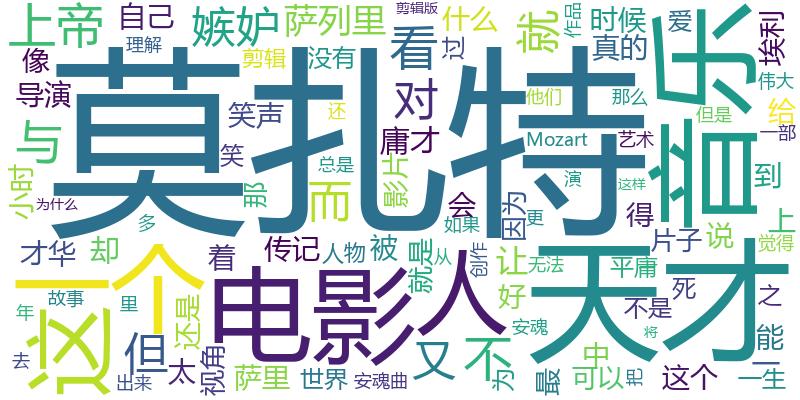 上帝
自己
嫉妒
萨列里
剪辑版
什么
就
作品
时候
爱
音乐
埃利
像
理解
剪辑
没有
看
过
真的
伟大
导演
莫扎特
笑声
对
他们
那么
但是
给
与
笑
庸才
还
Mozart
艺术
一部
小时
总是
影片
演
这样
到
为什么
那
而
会
因为
更
得
上
多
如果
片子
说
觉得
才华
却
着
传记
人物
被
就是
从
创作
让
无法
平庸
不是
死
之
这
一个
电影
人
天才
年
故事
里
还是
好
安魂
将
能
但
又
不
去
出来
太
视角
萨里
世界
安魂曲
为
最
中
可以
把
这个
一生